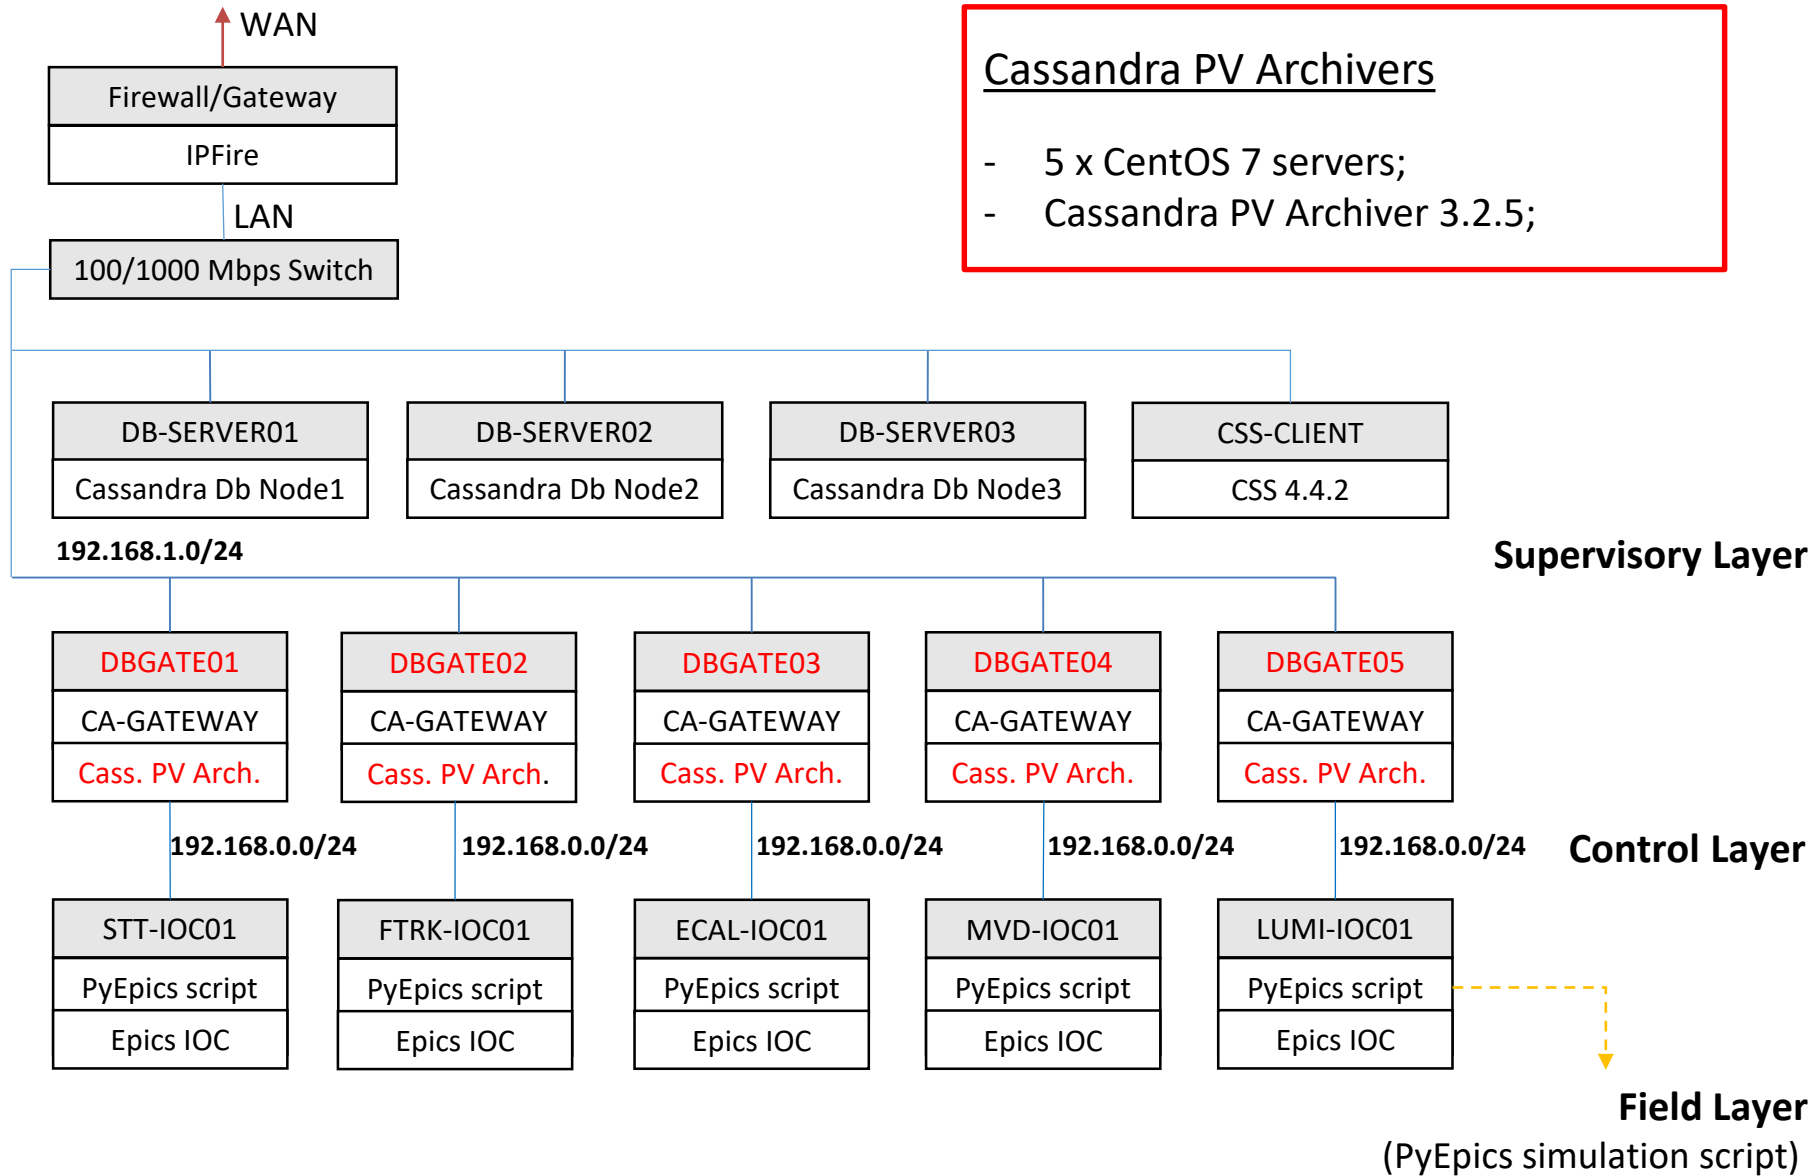 WAN
Firewall/Gateway
IPFire
LAN
100/1000 Mbps Switch
Cassandra PV Archivers
- 5 x CentOS 7 servers;
- Cassandra PV Archiver 3.2.5;
DB-SERVER01
Cassandra Db Node1
DB-SERVER02
Cassandra Db Node2
DB-SERVER03
Cassandra Db Node3
CSS-CLIENT
CSS 4.4.2
192.168.1.0/24
Supervisory Layer
DBGATE01
CA-GATEWAY
Cass. PV Arch.
DBGATE02
CA-GATEWAY
Cass. PV Arch.
DBGATE03
CA-GATEWAY
Cass. PV Arch.
DBGATE04
CA-GATEWAY
Cass. PV Arch.
DBGATE05
CA-GATEWAY
Cass. PV Arch.
192.168.0.0/24
192.168.0.0/24
192.168.0.0/24
192.168.0.0/24
192.168.0.0/24
Control Layer
STT-IOC01
PyEpics script
Epics IOC
FTRK-IOC01
PyEpics script
Epics IOC
ECAL-IOC01
PyEpics script
Epics IOC
MVD-IOC01
PyEpics script
Epics IOC
LUMI-IOC01
PyEpics script
Epics IOC
Field Layer
(PyEpics simulation script)